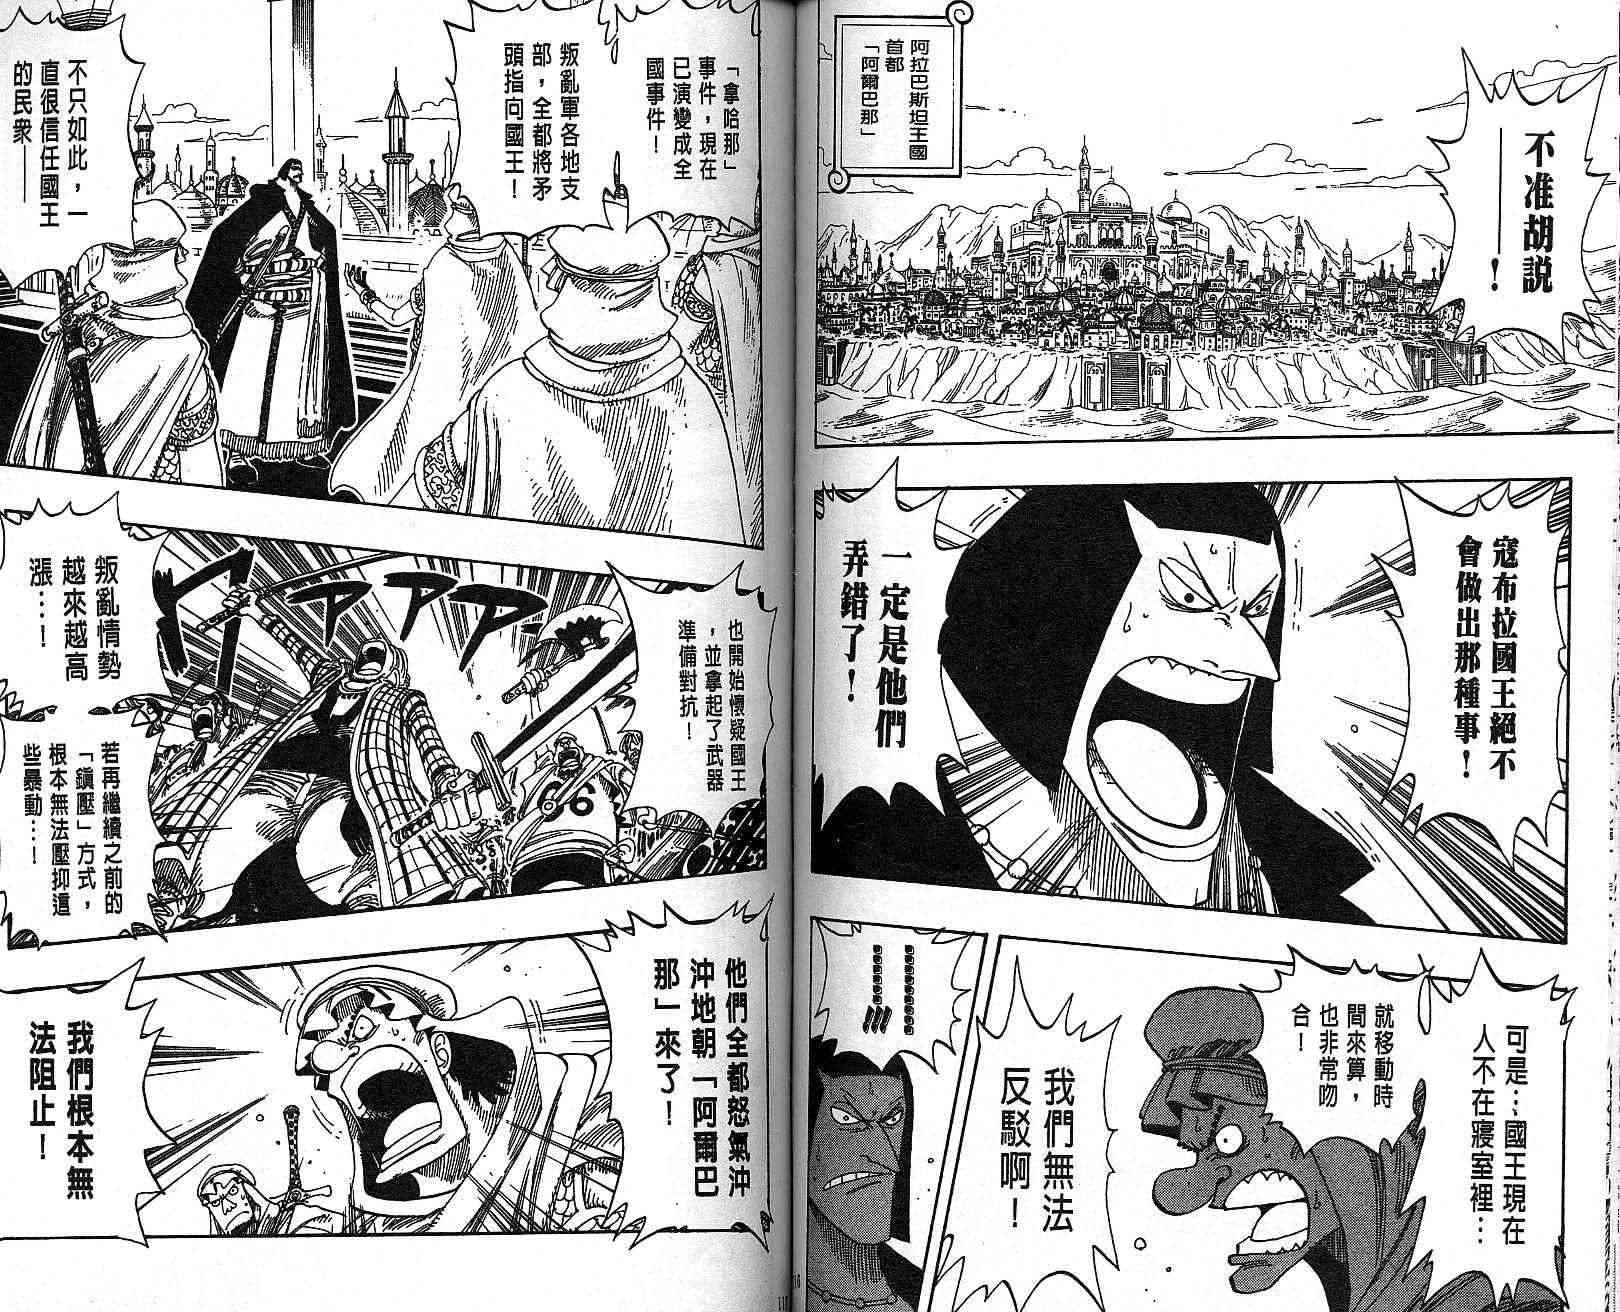 不准胡説
——！
阿拉巴斯坦王國
首都
「阿爾巴那」
寇布拉國王絕不
會做出那種事！
一定是他們
弄錯了！
可是…國王現在
人不在寢室裡…
就移動時
間來算，
也非常吻
合！
我們無法
反駁啊！
………!!!
「拿哈那」
事件，現在
已演變成全
國事件！
叛亂軍各地支
部，全都將矛
頭指向國王！
不只如此，一
直很信任國王
的民衆——
也開始懷疑國王
，並拿起了武器
準備對抗！
ドアアア
66
叛亂情勢
越來越高
漲…！
若再繼續之前的
「鎮壓」方式，
根本無法壓抑這
些暴動…！
他們全都怒氣沖
沖地朝「阿爾巴
那」來了！
我們根本無
法阻止！